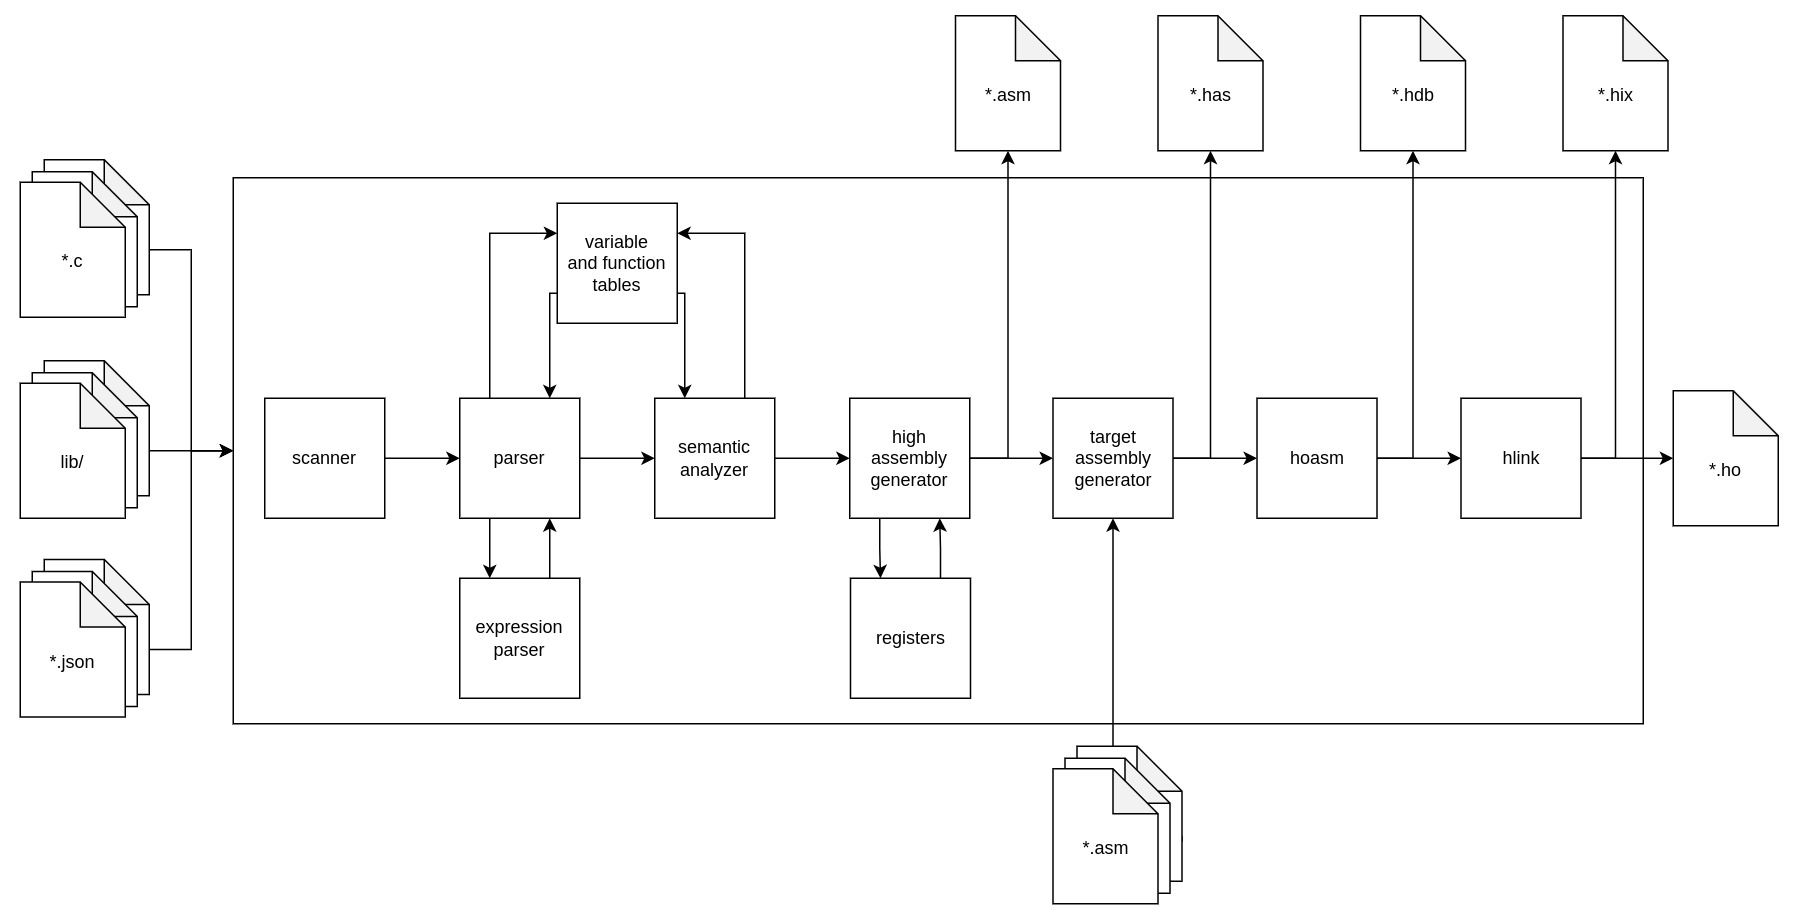 *.asm
*.has
*.hdb
*.hix
*.c
variable
and function
tables
lib/
scanner
parser
semantic
analyzer
high
assembly
generator
target
assembly
generator
hoasm
hlink
*.ho
*.json
expression
parser
registers
*.asm